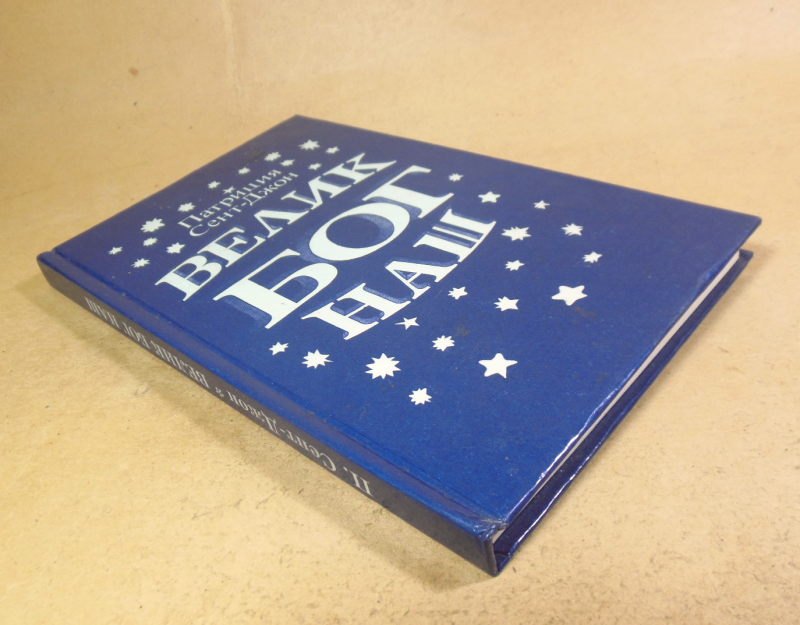 Патриция
Сент-Джон
ВЕЛИК
БОГ
НАШ
П. Сент-Джон ВЕЛИК БОГ НАШ